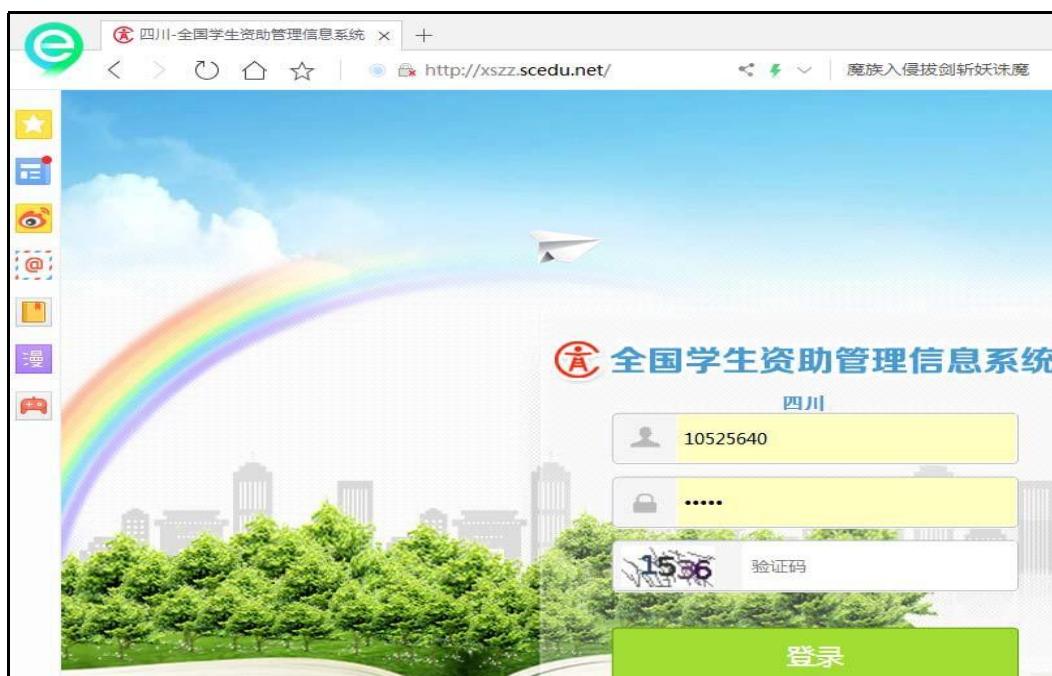 四川-全国学生资助管理信息系统
http://xszz.scedu.net/
魔族入侵拔剑斩妖诛魔
漫
全国学生资助管理信息系统
四川
10525640
•••••
1536 验证码
登录